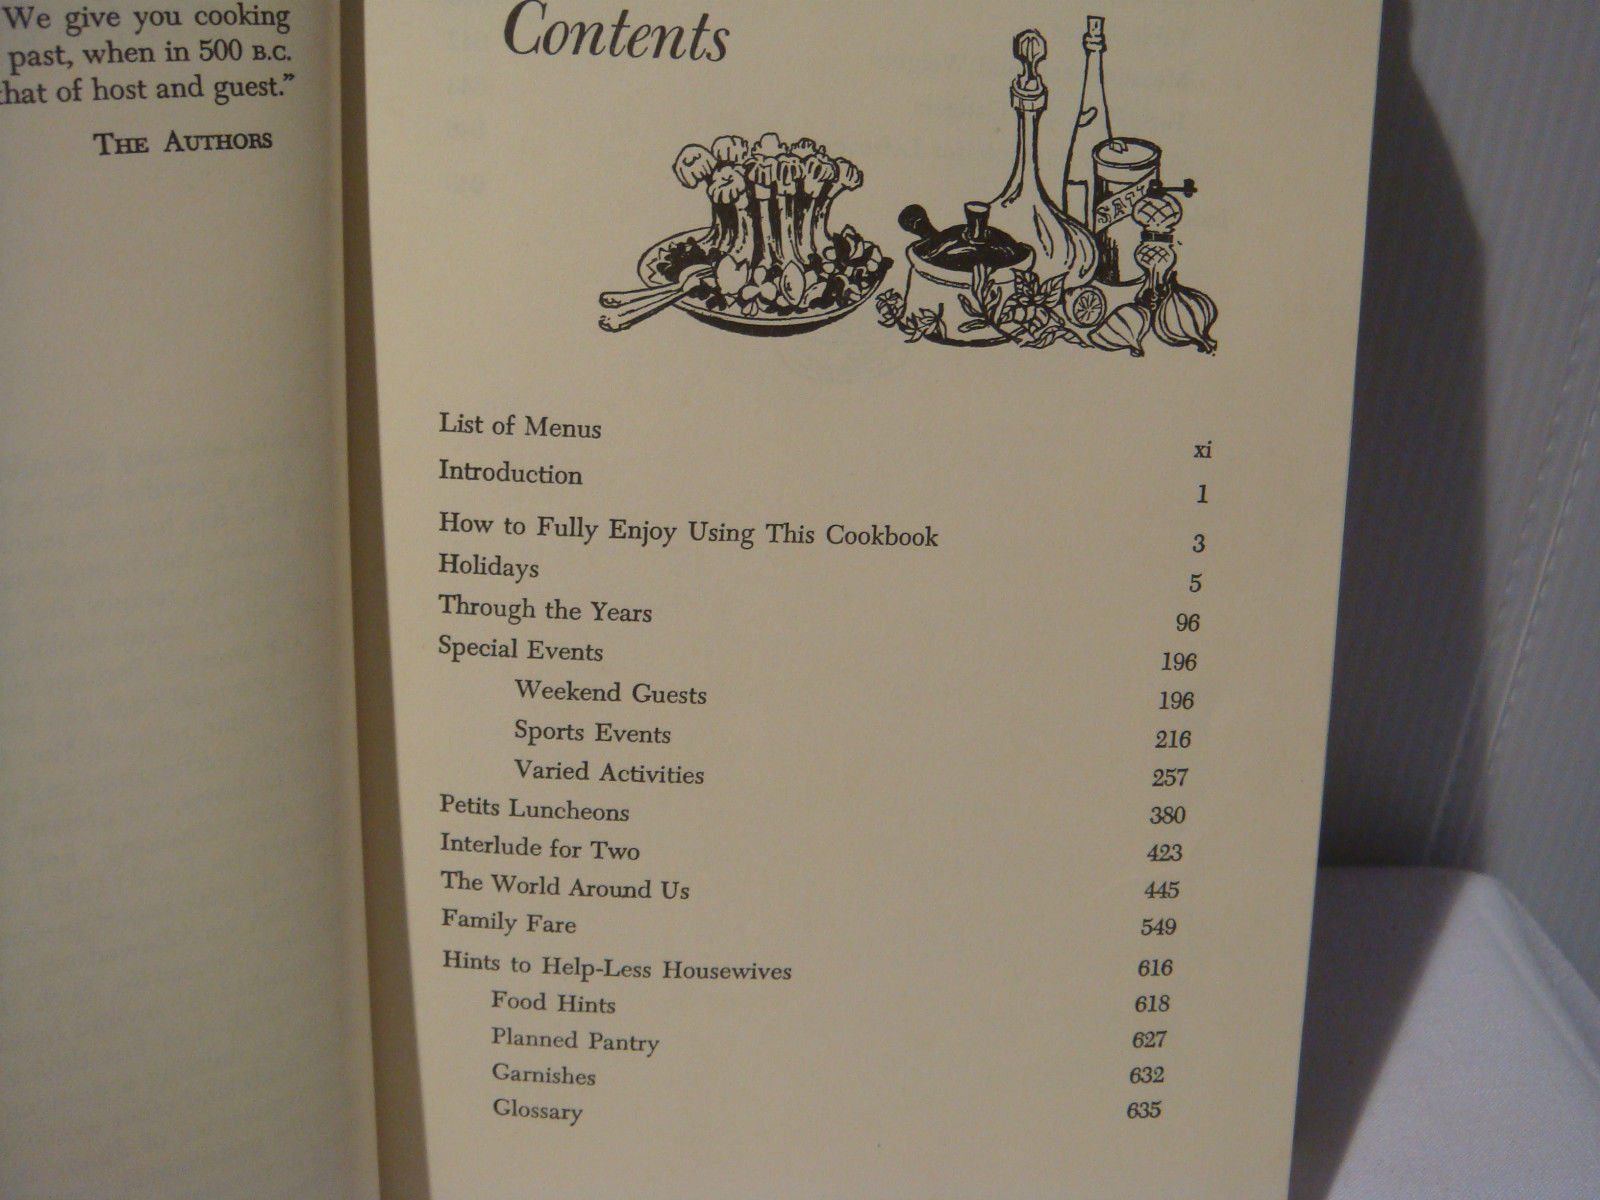 We give you cooking
past, when in 500 B.C.
that of host and guest."
THE AUTHORS
Contents
SALT
List of Menus xi
Introduction 1
How to Fully Enjoy Using This Cookbook 3
Holidays 5
Through the Years 96
Special Events 196
Weekend Guests 196
Sports Events 216
Varied Activities 257
Petits Luncheons 380
Interlude for Two 423
The World Around Us 445
Family Fare 549
Hints to Help-Less Housewives 616
Food Hints 618
Planned Pantry 627
Garnishes 632
Glossary 635